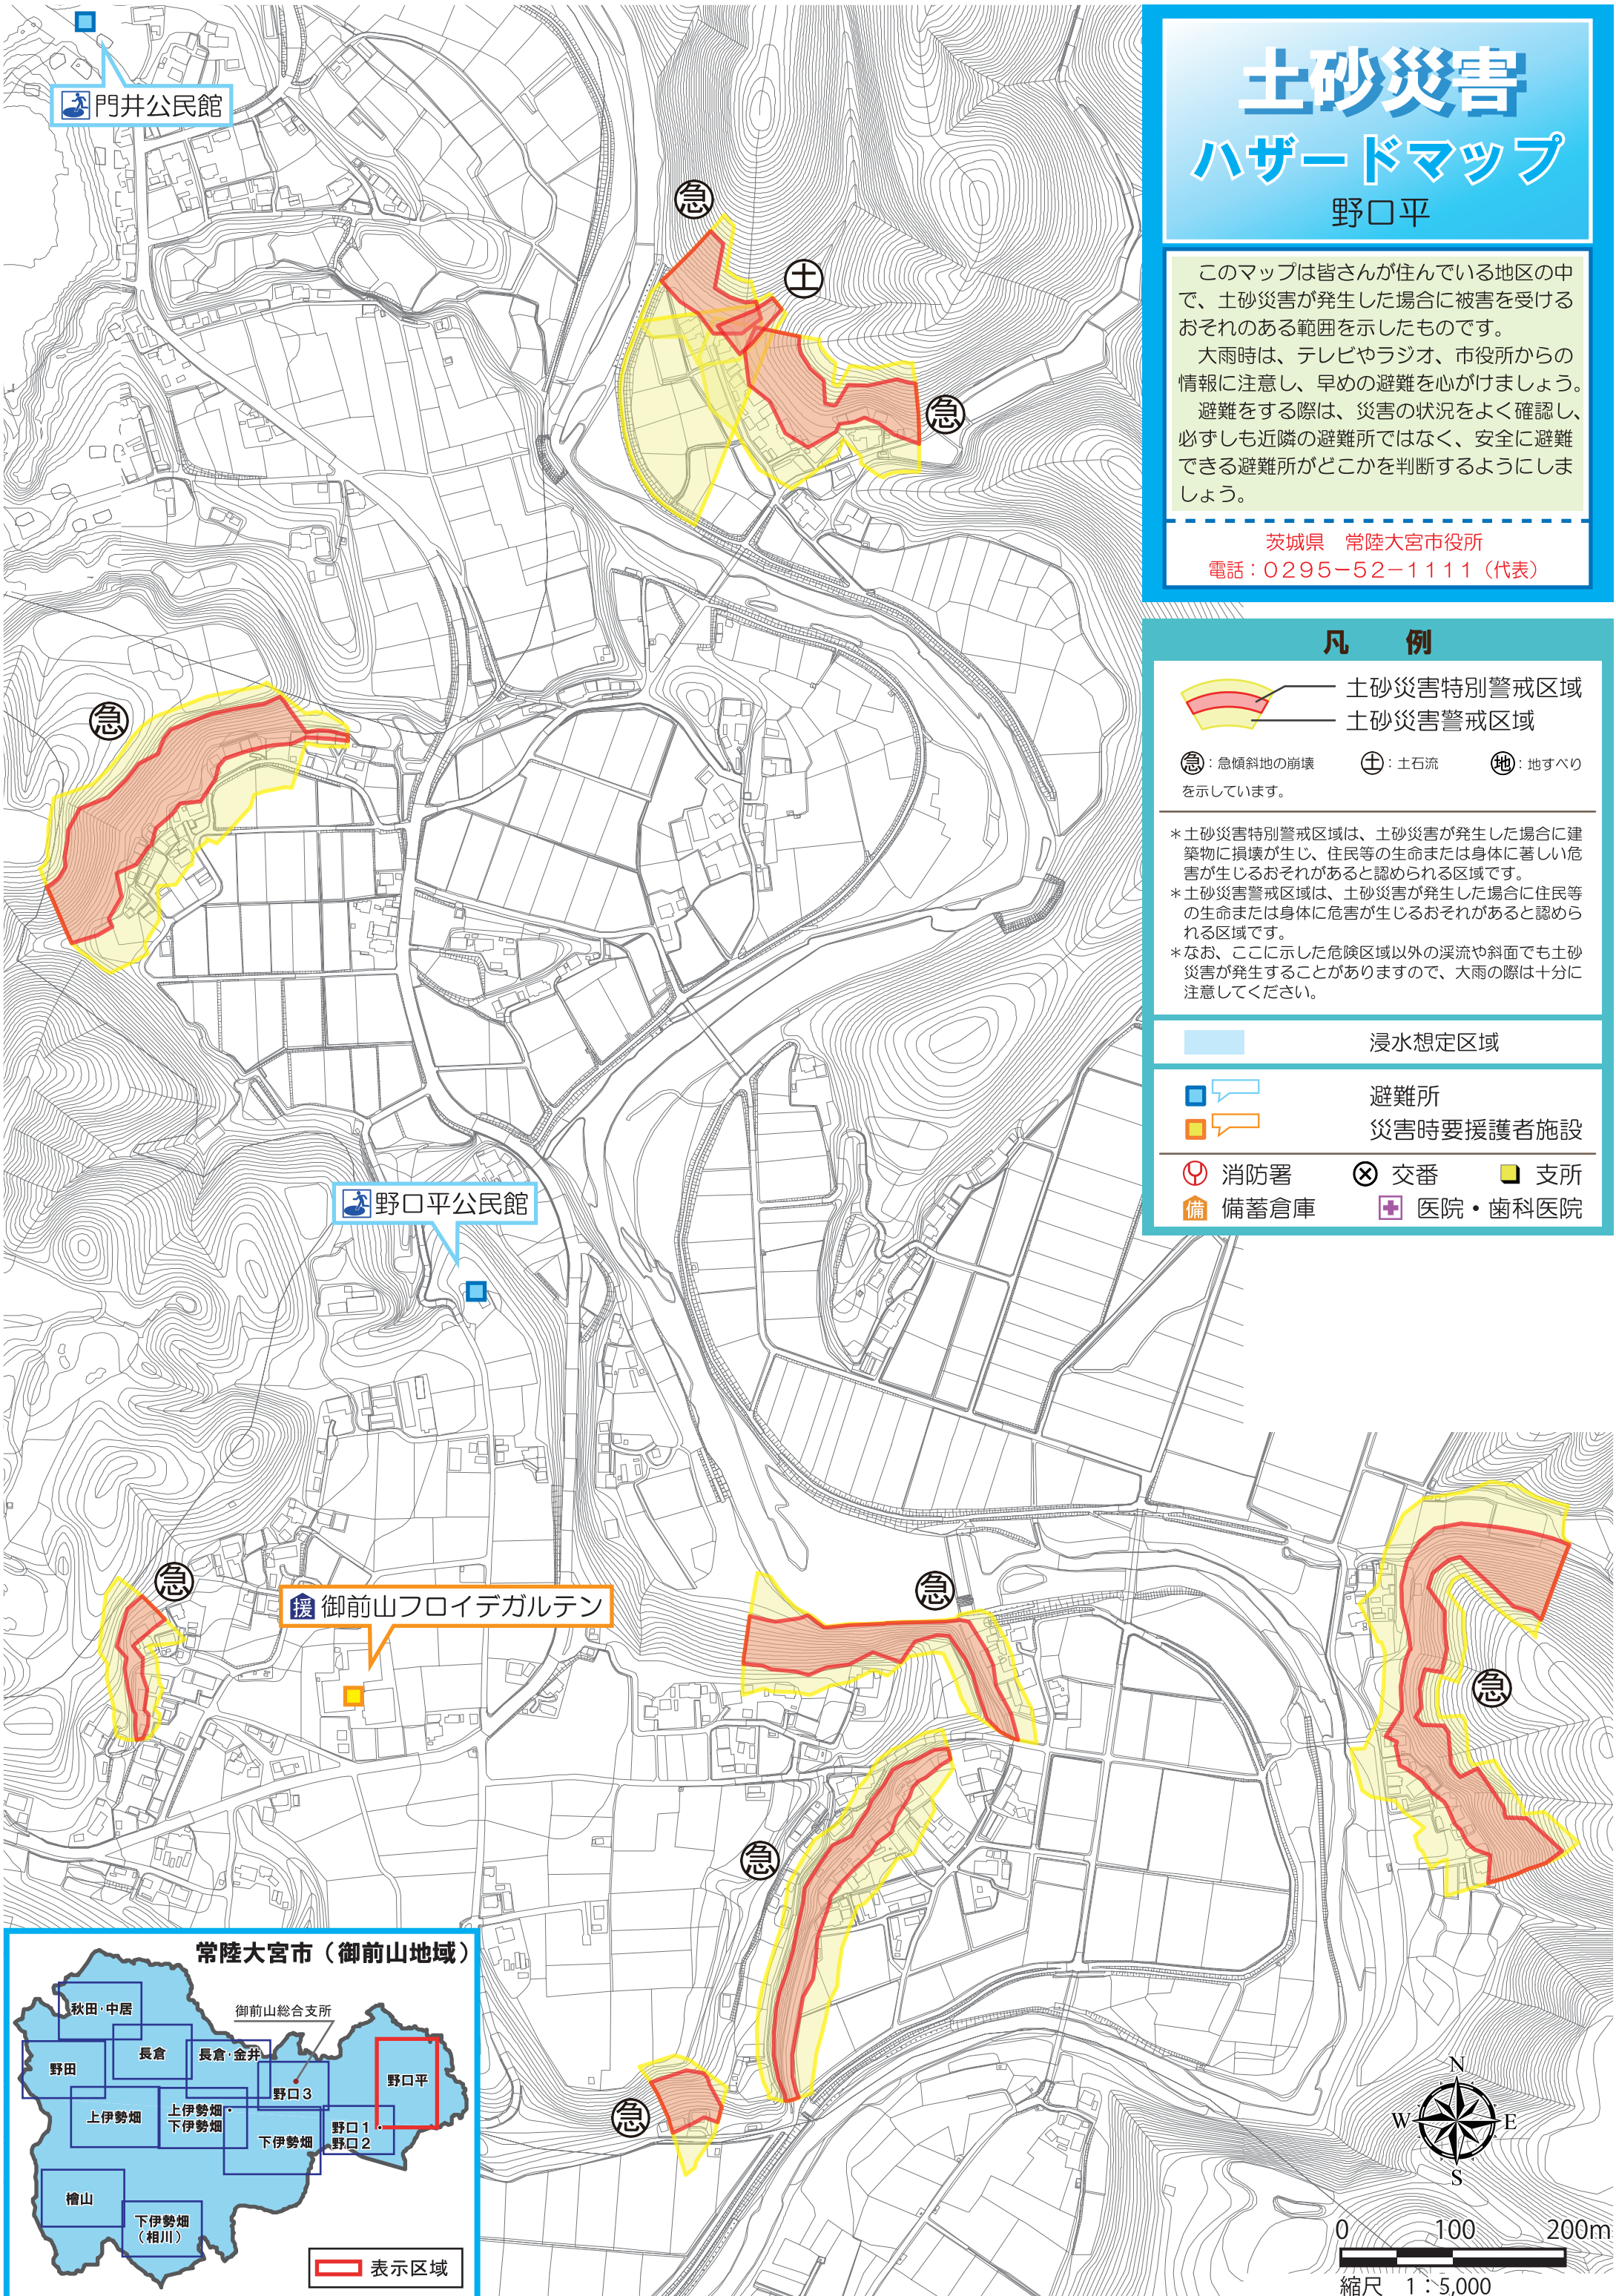 土砂災害
ハザードマップ
野口平
このマップは皆さんが住んでいる地区の中
で、土砂災害が発生した場合に被害を受ける
おそれのある範囲を示したものです。
大雨時は、テレビやラジオ、市役所からの
情報に注意し、早めの避難を心がけましょう。
避難をする際は、災害の状況をよく確認し、
必ずしも近隣の避難所ではなく、安全に避難
できる避難所がどこかを判断するようにしま
しょう。
茨城県　常陸大宮市役所
電話：０２９５－５２－１１１１（代表）
凡　例
土砂災害特別警戒区域
土砂災害警戒区域
急：急傾斜地の崩壊　土：土石流　地：地すべり
を示しています。
＊土砂災害特別警戒区域は、土砂災害が発生した場合に建
築物に損壊が生じ、住民等の生命または身体に著しい危
害が生じるおそれがあると認められる区域です。
＊土砂災害警戒区域は、土砂災害が発生した場合に住民等
の生命または身体に危害が生じるおそれがあると認めら
れる区域です。
＊なお、ここに示した危険区域以外の渓流や斜面でも土砂
災害が発生することがありますので、大雨の際は十分に
注意してください。
浸水想定区域
避難所
災害時要援護者施設
消防署　交番　支所
備　備蓄倉庫　医院・歯科医院
門井公民館
急
土
急
急
野口平公民館
急
援 御前山フロイデガルテン
急
急
急
急
常陸大宮市（御前山地域）
御前山総合支所
秋田・中居
長倉
長倉・金井
野田
野口３
野口平
上伊勢畑
上伊勢畑・
下伊勢畑
下伊勢畑
野口１・
野口２
檜山
下伊勢畑
（相川）
表示区域
N
W
E
S
0　100　200m
縮尺　1：5,000